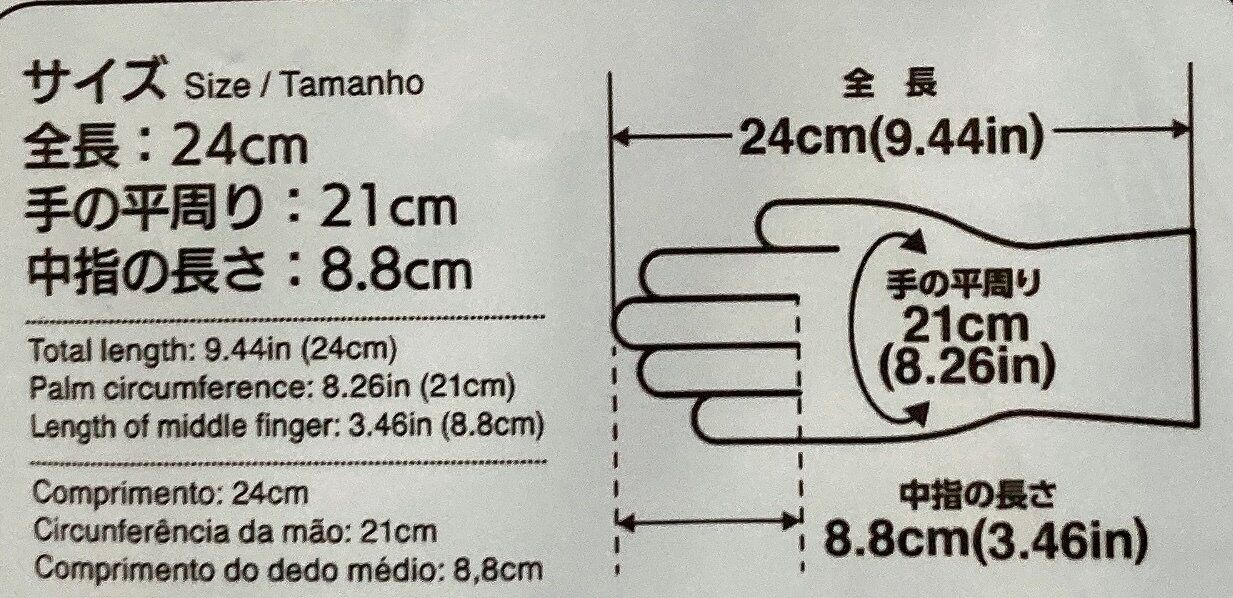 サイズ Size / Tamanho
全長：24cm
手の平周り：21cm
中指の長さ：8.8cm
Total length: 9.44in (24cm)
Palm circumference: 8.26in (21cm)
Length of middle finger: 3.46in (8.8cm)
Comprimento: 24cm
Circunferência da mão: 21cm
Comprimento do dedo médio: 8,8cm
全 長
24cm(9.44in)
手の平周り
21cm
(8.26in)
中指の長さ
8.8cm(3.46in)